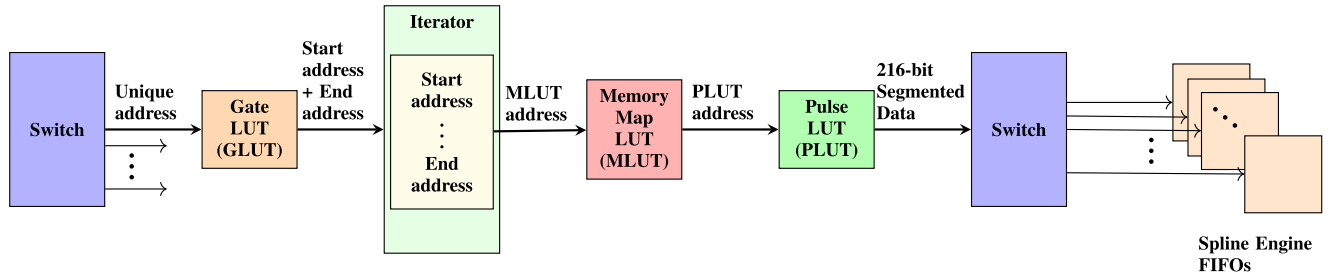 Switch
Unique
address
Gate
LUT
(GLUT)
Start
address
+ End
address
Iterator
Start
address
End
address
MLUT
address
Memory
Map
LUT
(MLUT)
PLUT
address
Pulse
LUT
(PLUT)
216-bit
Segmented
Data
Switch
Spline Engine
FIFOs